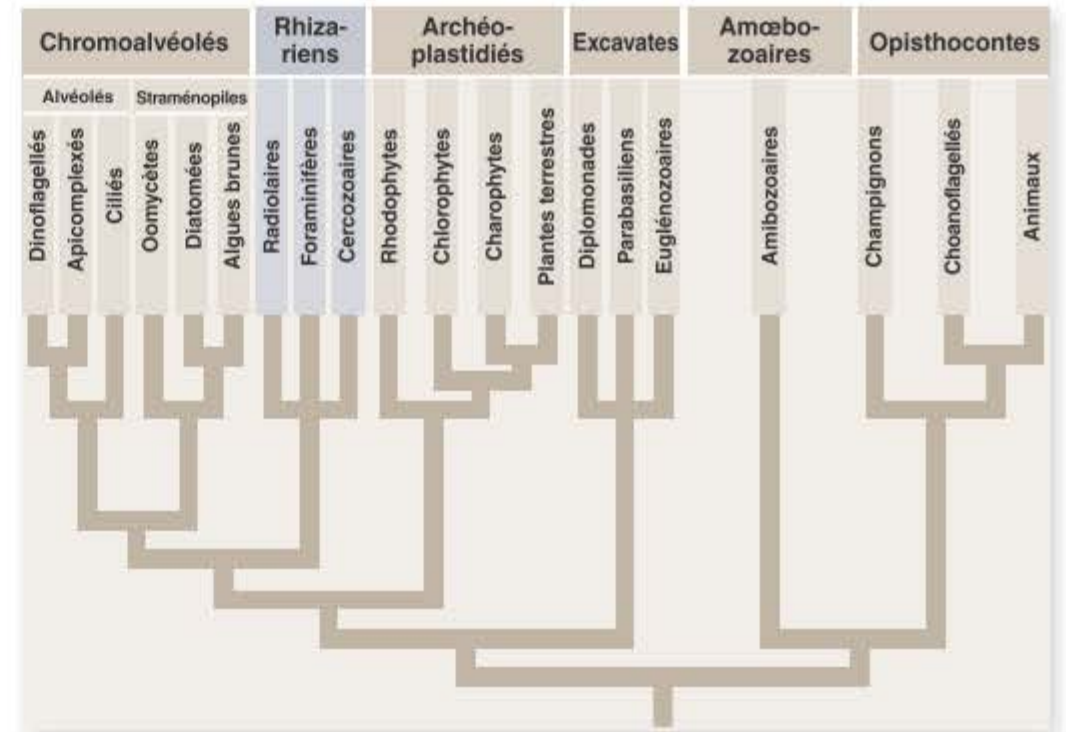 Chromoalvéolés
Rhiza-
riens
Archéo-
plastidiés
Excavates
Amœbo-
zoaires
Opisthocontes
Alvéolés
Straménopiles
Dinoflagellés
Apicomplexés
Ciliés
Oomycètes
Diatomées
Algues brunes
Radiolaires
Foraminifères
Cercozoaires
Rhodophytes
Chlorophytes
Charophytes
Plantes terrestres
Diplomonades
Parabasiliens
Euglénozoaires
Amibozoaires
Champignons
Choanoflagellés
Animaux